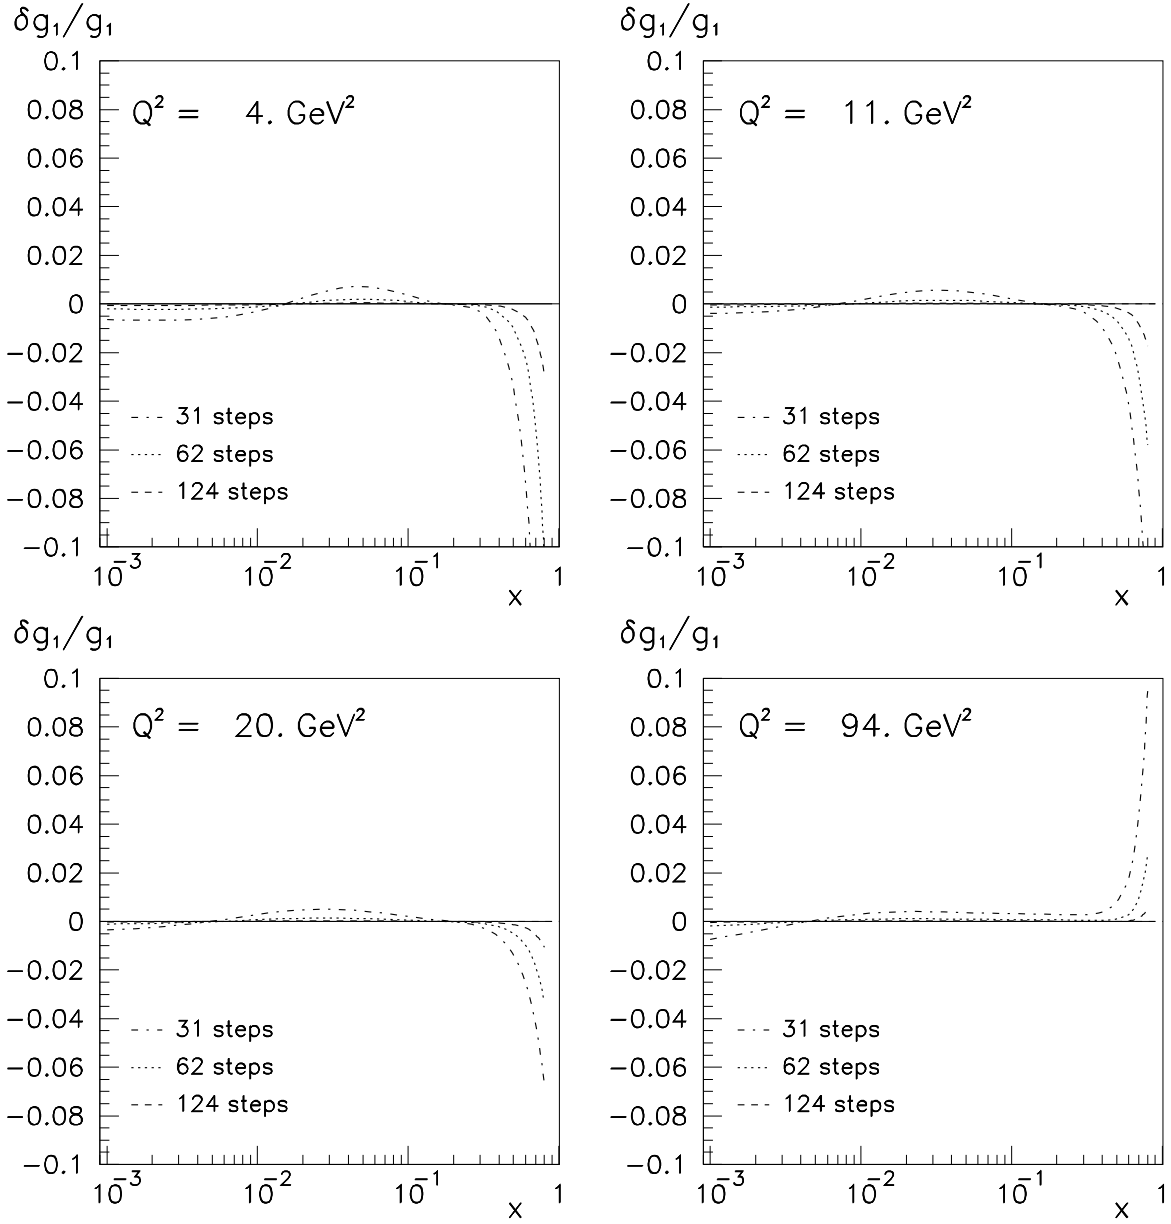 δg₁/g₁
0.1
0.08
0.06
0.04
0.02
0
−0.02
−0.04
−0.06
−0.08
−0.1
Q² = 4. GeV²
31 steps
62 steps
124 steps
10⁻³ 10⁻² 10⁻¹ 1
x
δg₁/g₁
0.1
0.08
0.06
0.04
0.02
0
−0.02
−0.04
−0.06
−0.08
−0.1
Q² = 11. GeV²
31 steps
62 steps
124 steps
10⁻³ 10⁻² 10⁻¹ 1
x
δg₁/g₁
0.1
0.08
0.06
0.04
0.02
0
−0.02
−0.04
−0.06
−0.08
−0.1
Q² = 20. GeV²
31 steps
62 steps
124 steps
10⁻³ 10⁻² 10⁻¹ 1
x
δg₁/g₁
0.1
0.08
0.06
0.04
0.02
0
−0.02
−0.04
−0.06
−0.08
−0.1
Q² = 94. GeV²
31 steps
62 steps
124 steps
10⁻³ 10⁻² 10⁻¹ 1
x